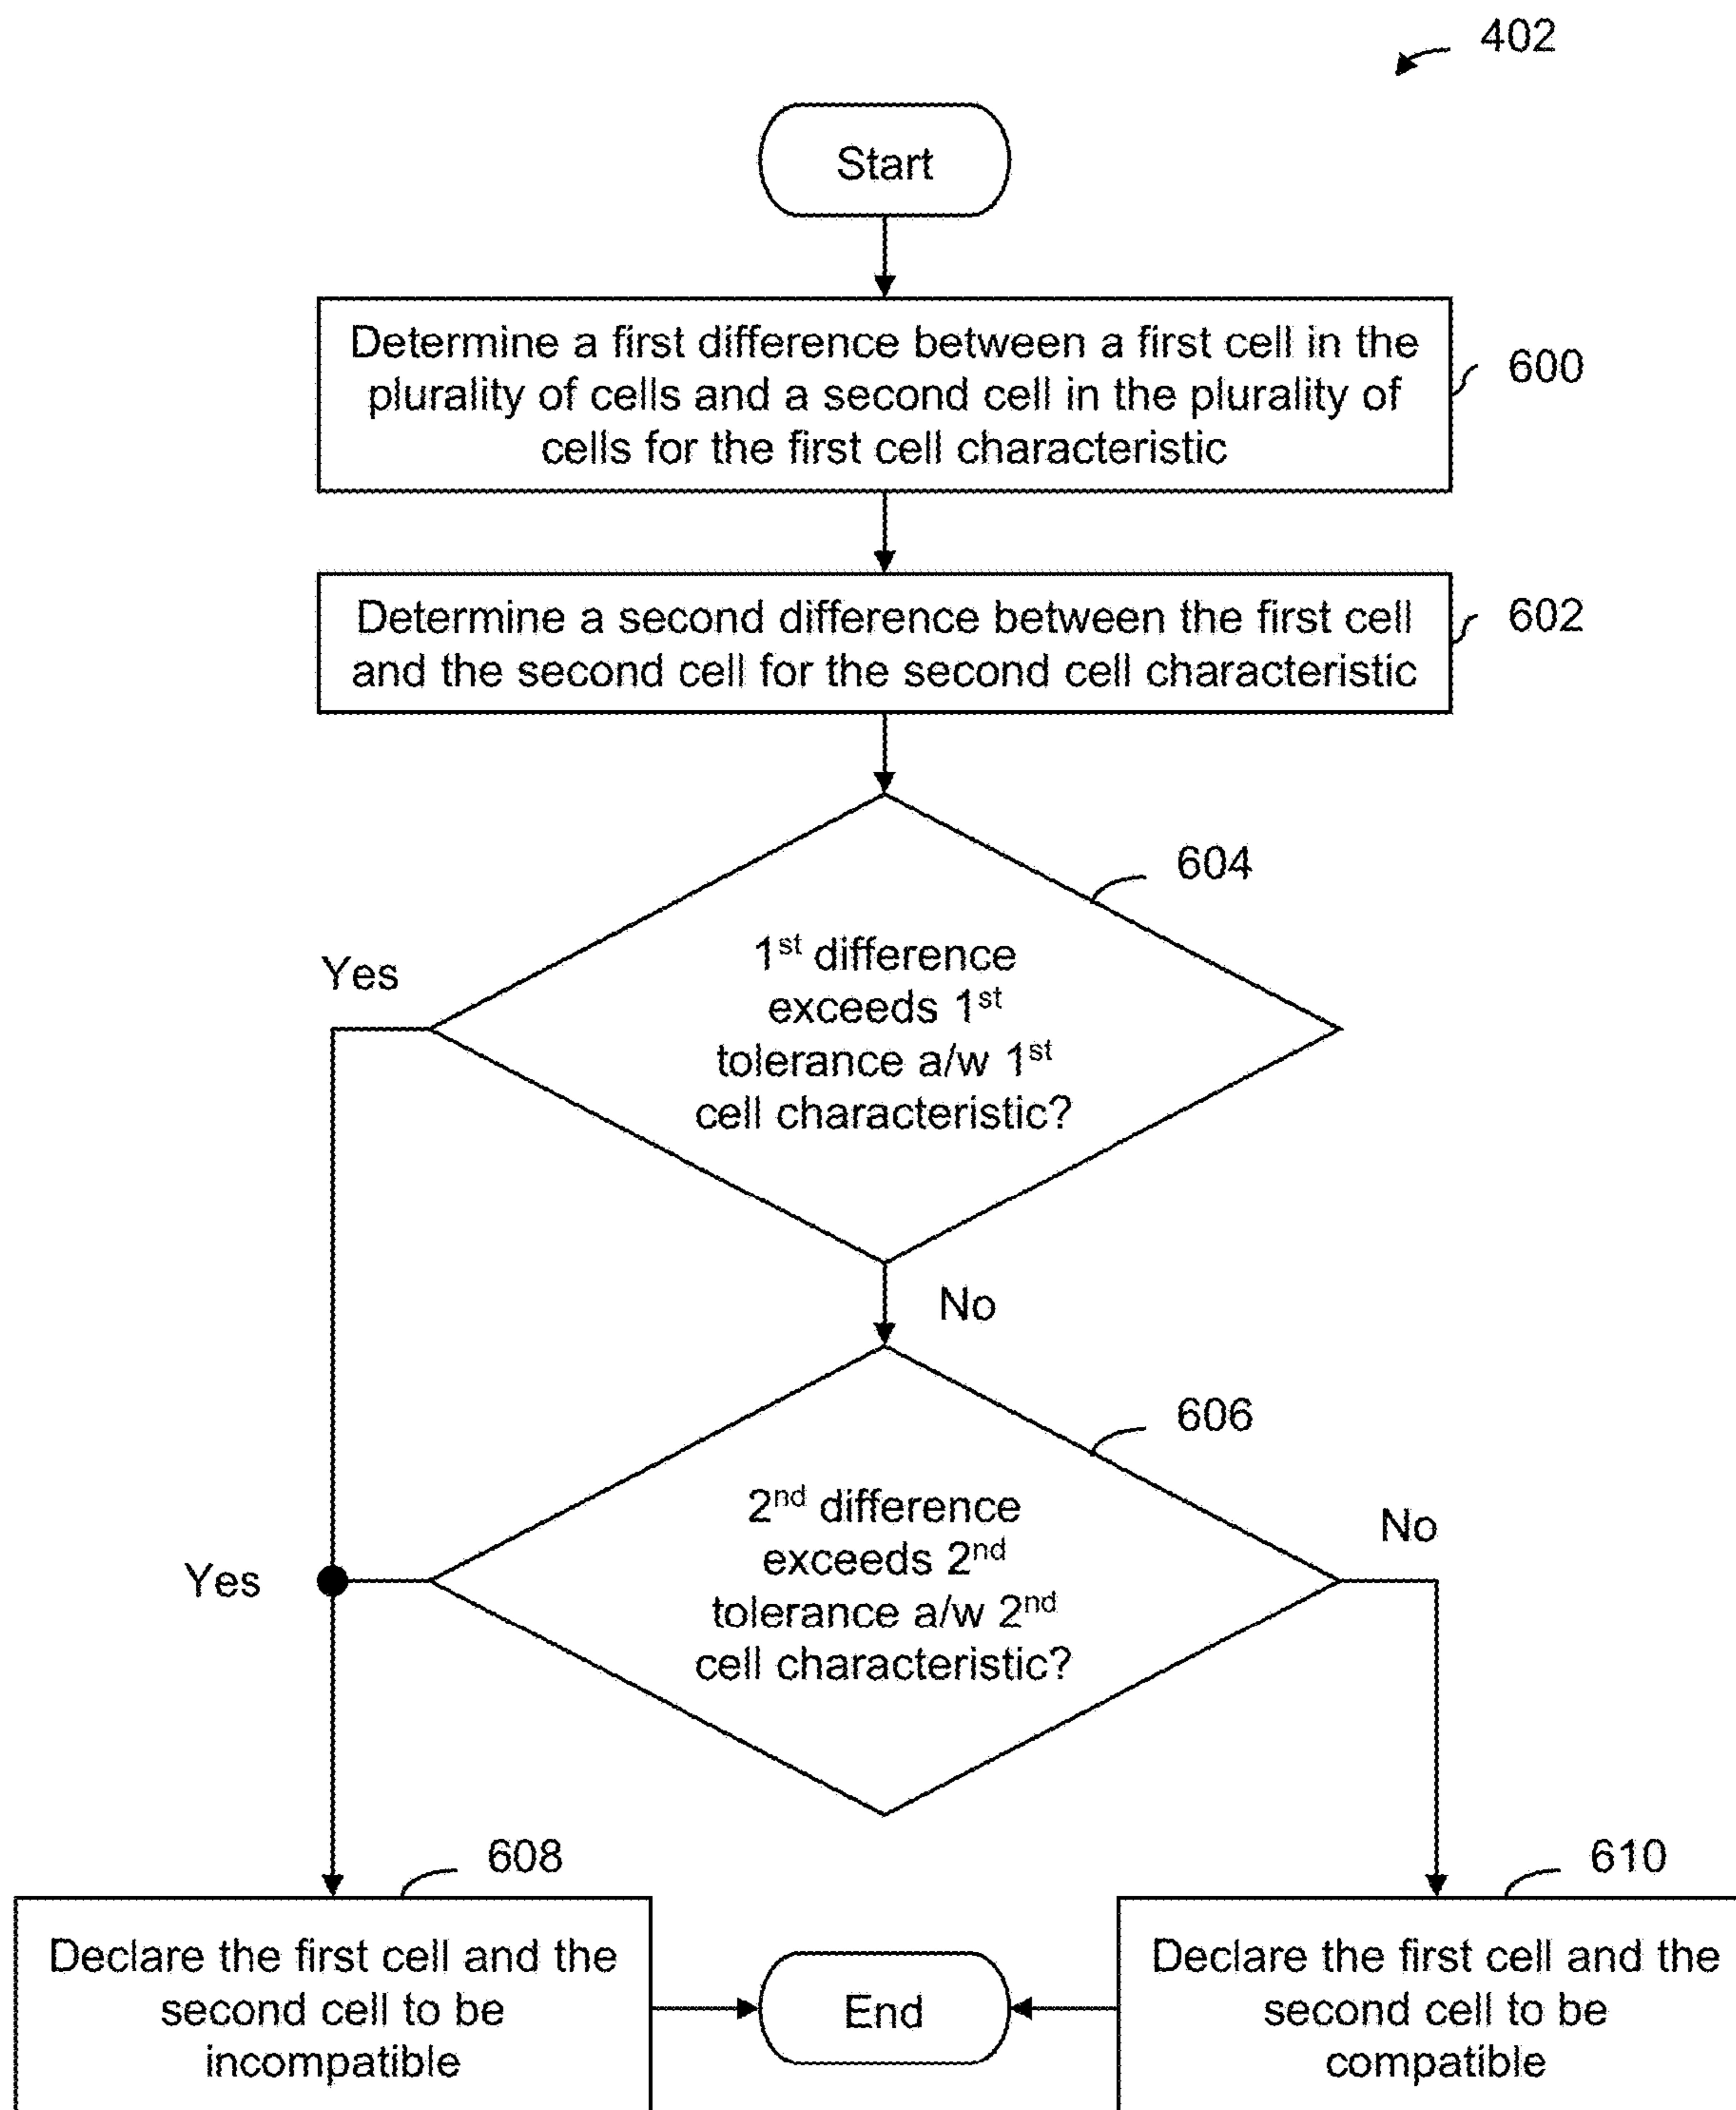 402
Start
Determine a first difference between a first cell in the
plurality of cells and a second cell in the plurality of
cells for the first cell characteristic
600
Determine a second difference between the first cell
and the second cell for the second cell characteristic
602
604
1st difference
exceeds 1st
tolerance a/w 1st
cell characteristic?
Yes
No
606
2nd difference
exceeds 2nd
tolerance a/w 2nd
cell characteristic?
Yes
No
608
Declare the first cell and the
second cell to be
incompatible
End
610
Declare the first cell and the
second cell to be
compatible